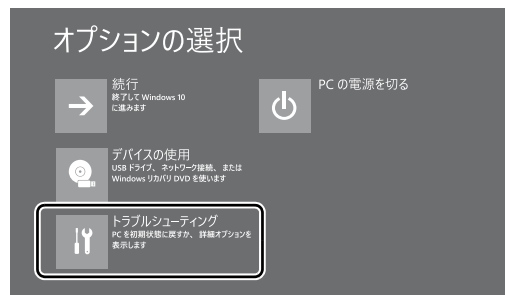 オプションの選択
続行
終了して Windows 10
に進みます
PC の電源を切る
デバイスの使用
USB ドライブ、ネットワーク接続、または
Windows リカバリ DVD を使います
トラブルシューティング
PC を初期状態に戻すか、詳細オプションを
表示します